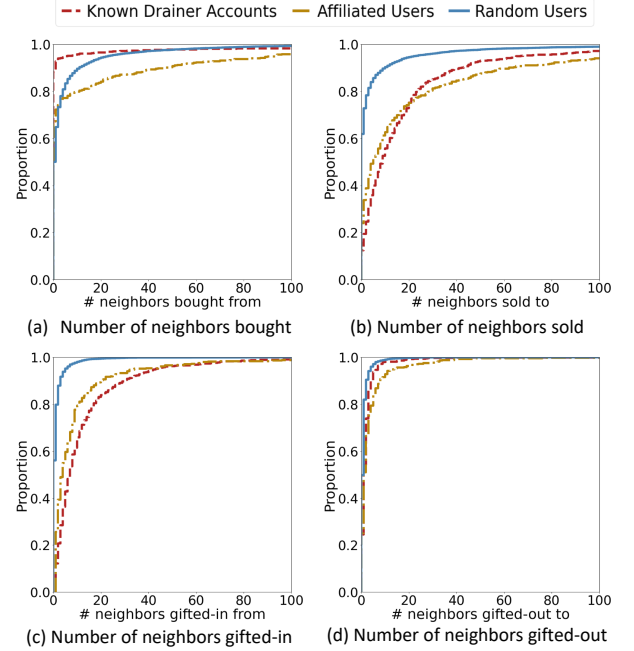 Known Drainer Accounts Affiliated Users Random Users
1.0 0.8 0.6 0.4 0.2 0.0
Proportion
0 20 40 60 80 100
# neighbors bought from
(a) Number of neighbors bought
1.0 0.8 0.6 0.4 0.2 0.0
Proportion
0 20 40 60 80 100
# neighbors sold to
(b) Number of neighbors sold
1.0 0.8 0.6 0.4 0.2 0.0
Proportion
0 20 40 60 80 100
# neighbors gifted-in from
(c) Number of neighbors gifted-in
1.0 0.8 0.6 0.4 0.2 0.0
Proportion
0 20 40 60 80 100
# neighbors gifted-out to
(d) Number of neighbors gifted-out